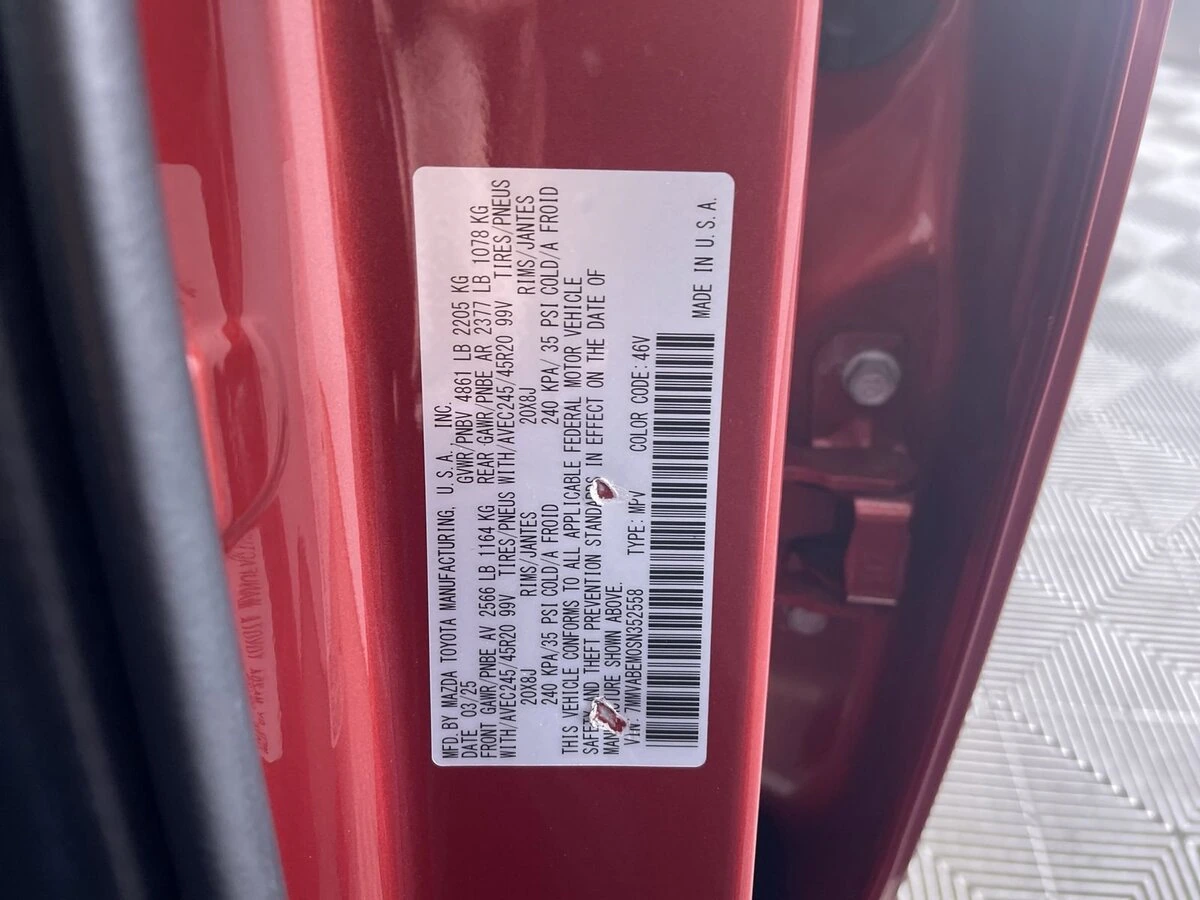 MFD. BY MAZDA TOYOTA MANUFACTURING, U.S.A., INC.
DATE 03/25 GVWR/PNBV 4861 LB 2205 KG
FRONT GAWR/PNBE AV 2566 LB 1164 KG REAR GAWR/PNBE AR 2377 LB 1078 KG
WITH/AVEC245/45R20 99V TIRES/PNEUS WITH/AVEC245/45R20 99V TIRES/PNEUS
20X8J RIMS/JANTES 20X8J RIMS/JANTES
240 KPA/35 PSI COLD/A FROID 240 KPA/ 35 PSI COLD/A FROID
THIS VEHICLE CONFORMS TO ALL APPLICABLE FEDERAL MOTOR VEHICLE
SAFETY AND THEFT PREVENTION STANDARDS IN EFFECT ON THE DATE OF
MANUFACTURE SHOWN ABOVE.
VIN: 7MMVABEM0SN352558 TYPE: MPV COLOR CODE: 46V
MADE IN U.S.A.